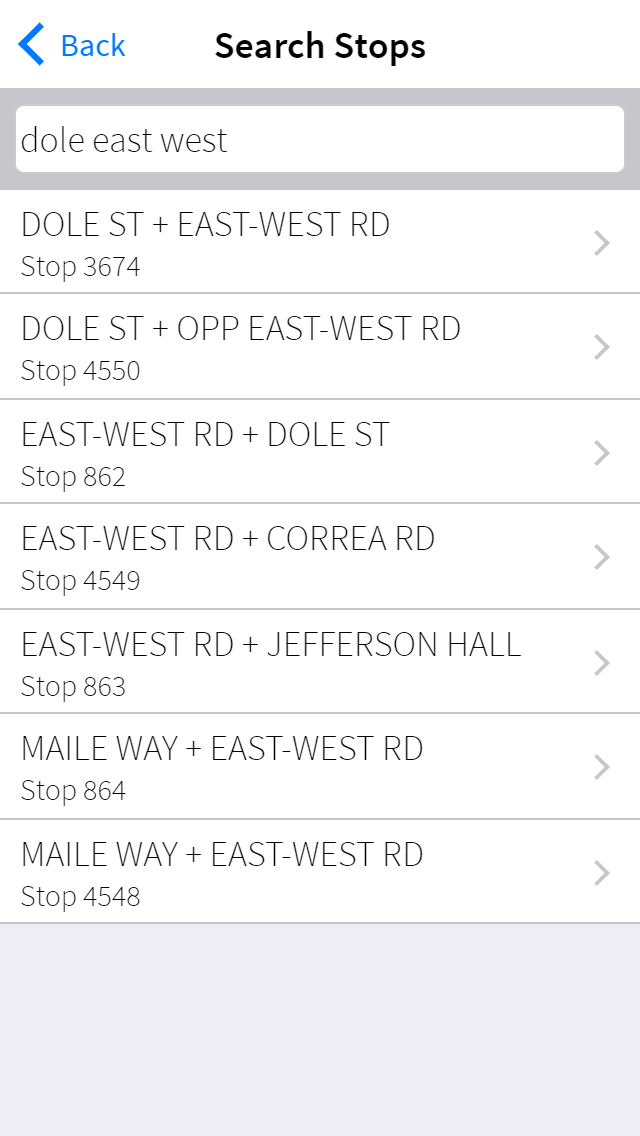 Back
Search Stops
dole east west
DOLE ST + EAST-WEST RD
Stop 3674
DOLE ST + OPP EAST-WEST RD
Stop 4550
EAST-WEST RD + DOLE ST
Stop 862
EAST-WEST RD + CORREA RD
Stop 4549
EAST-WEST RD + JEFFERSON HALL
Stop 863
MAILE WAY + EAST-WEST RD
Stop 864
MAILE WAY + EAST-WEST RD
Stop 4548